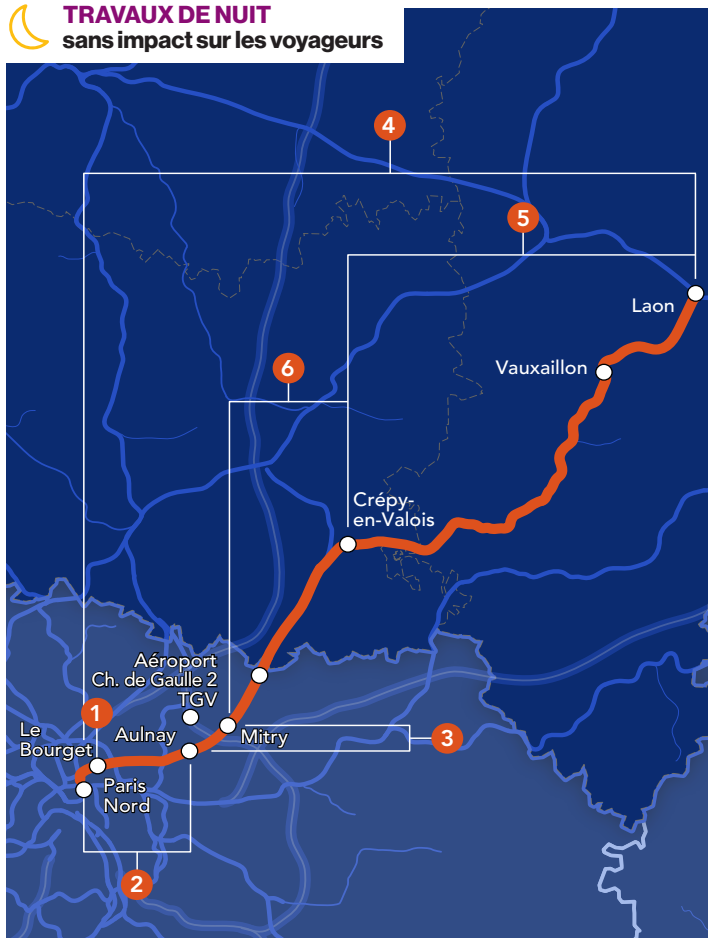 TRAVAUX DE NUIT
sans impact sur les voyageurs
4
5
Laon
6
Vauxaillon
Crépy-
en-Valois
Aéroport
Ch. de Gaulle 2
TGV
1
Le
Bourget
Aulnay
Mitry
3
Paris
Nord
2